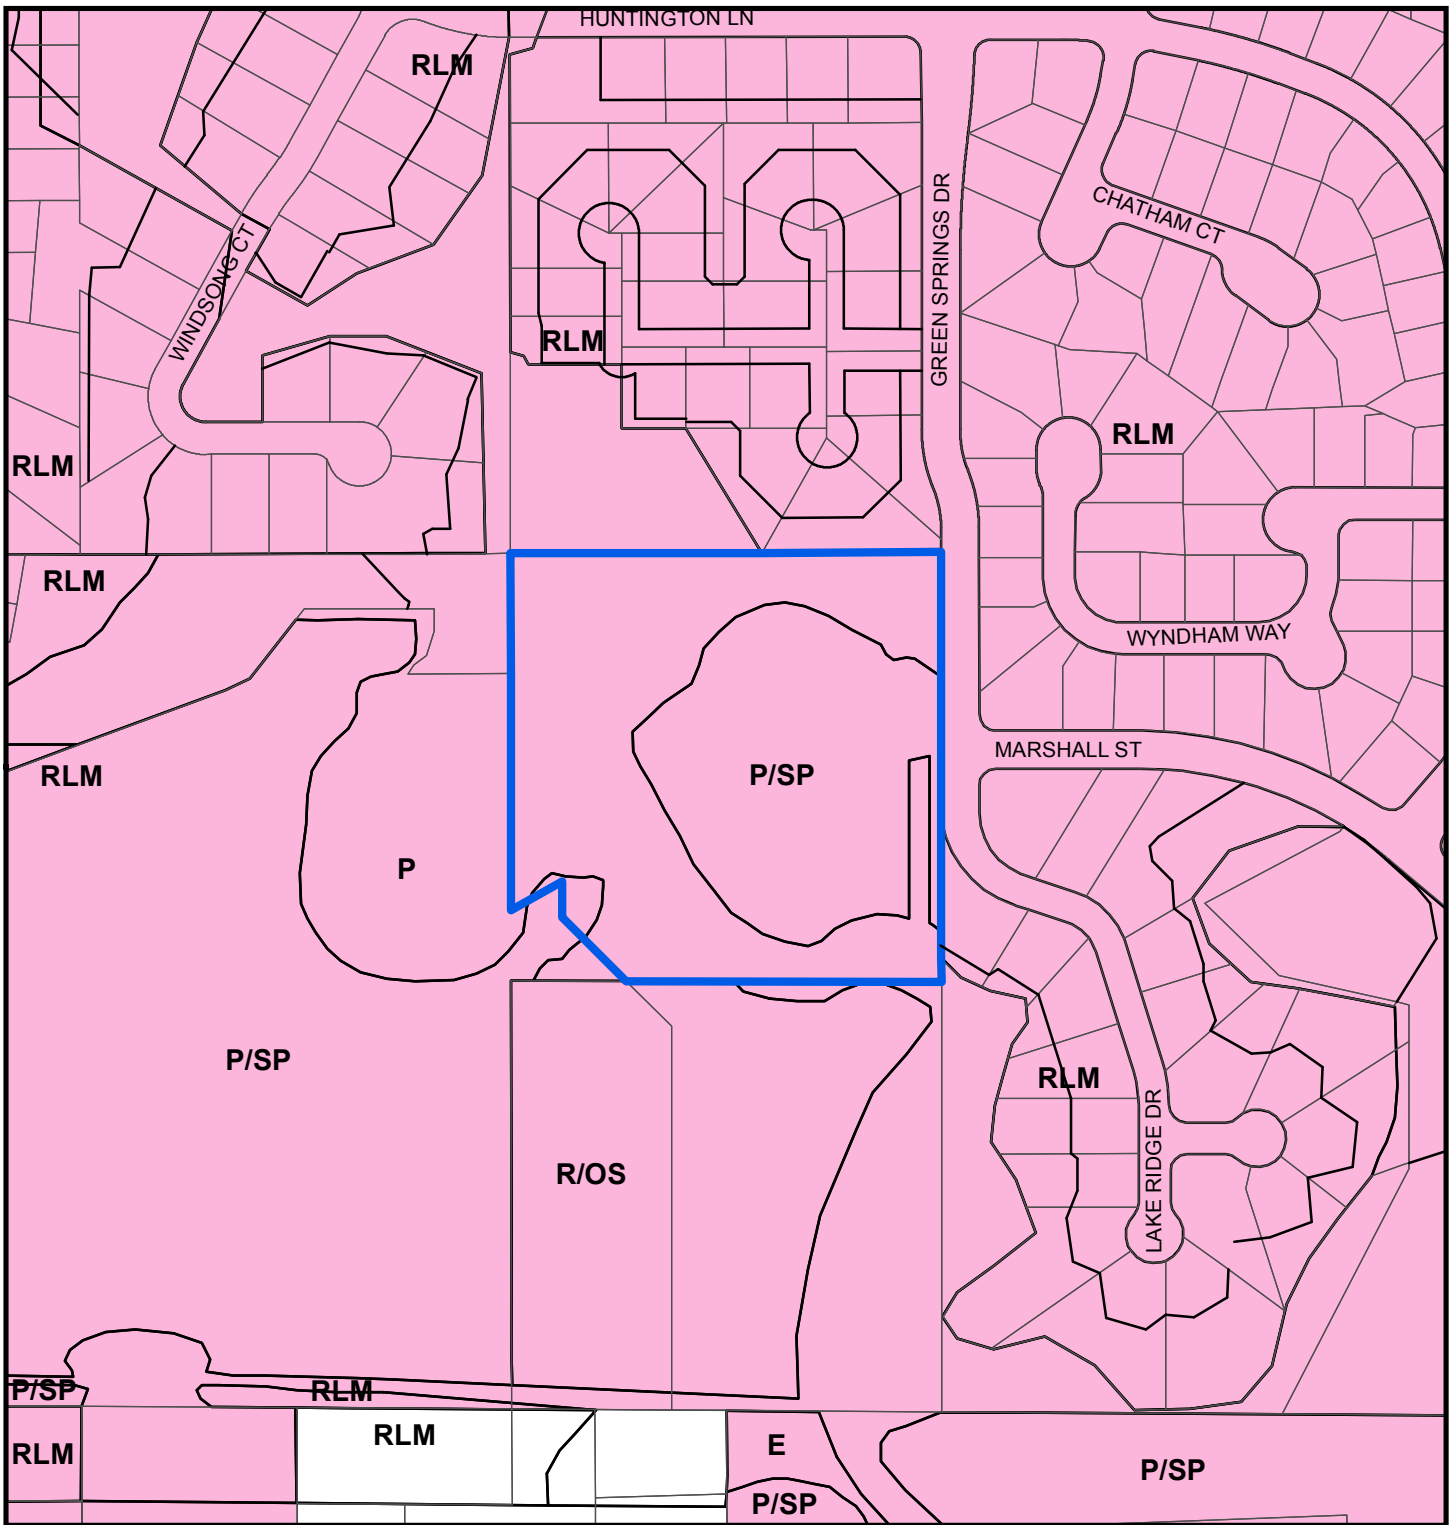 HUNTINGTON LN
RLM
GREEN SPRINGS DR
CHATHAM CT
WINDSONG CT
RLM
RLM
RLM
RLM
WYNDHAM WAY
MARSHALL ST
RLM
P/SP
P
P/SP
RLM
LAKE RIDGE DR
R/OS
P/SP
RLM
RLM
RLM
E
P/SP
P/SP